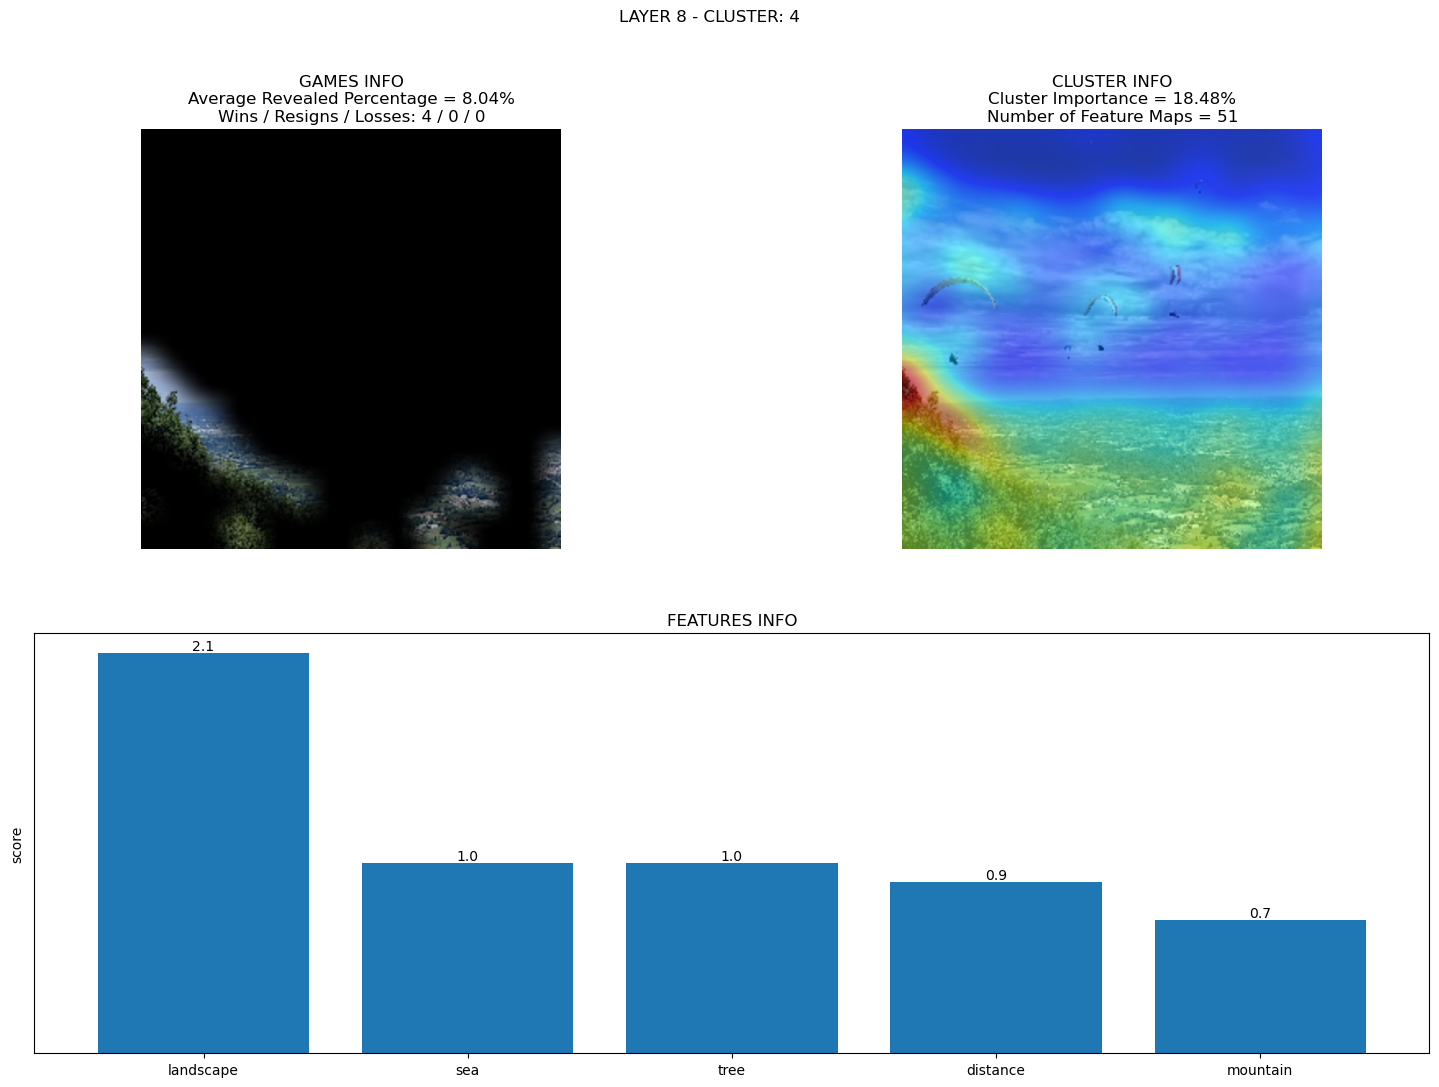 LAYER 8 - CLUSTER: 4
GAMES INFO
Average Revealed Percentage = 8.04%
Wins / Resigns / Losses: 4 / 0 / 0
CLUSTER INFO
Cluster Importance = 18.48%
Number of Feature Maps = 51
FEATURES INFO
score
2.1
1.0
1.0
0.9
0.7
landscape
sea
tree
distance
mountain